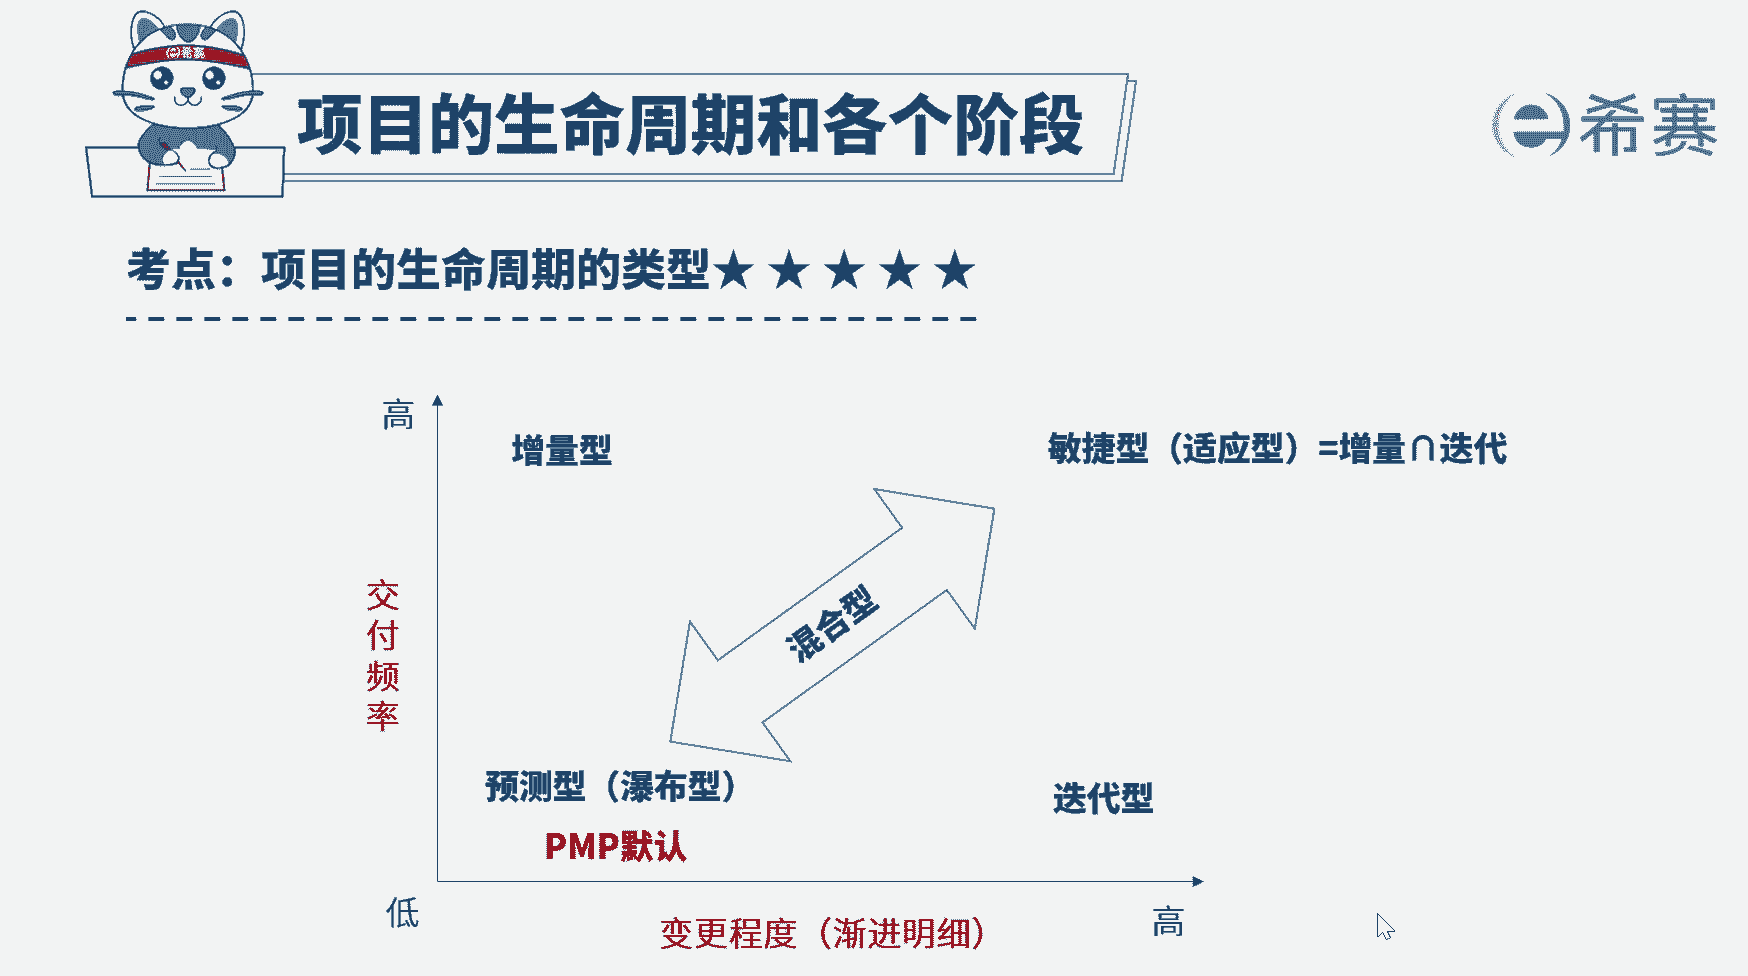 希赛
项目的生命周期和各个阶段
希赛
考点：项目的生命周期的类型★★★★★
高
增量型
敏捷型（适应型）=增量∩迭代
交付频率
混合型
预测型（瀑布型）
迭代型
PMP默认
低
变更程度（渐进明细）
高